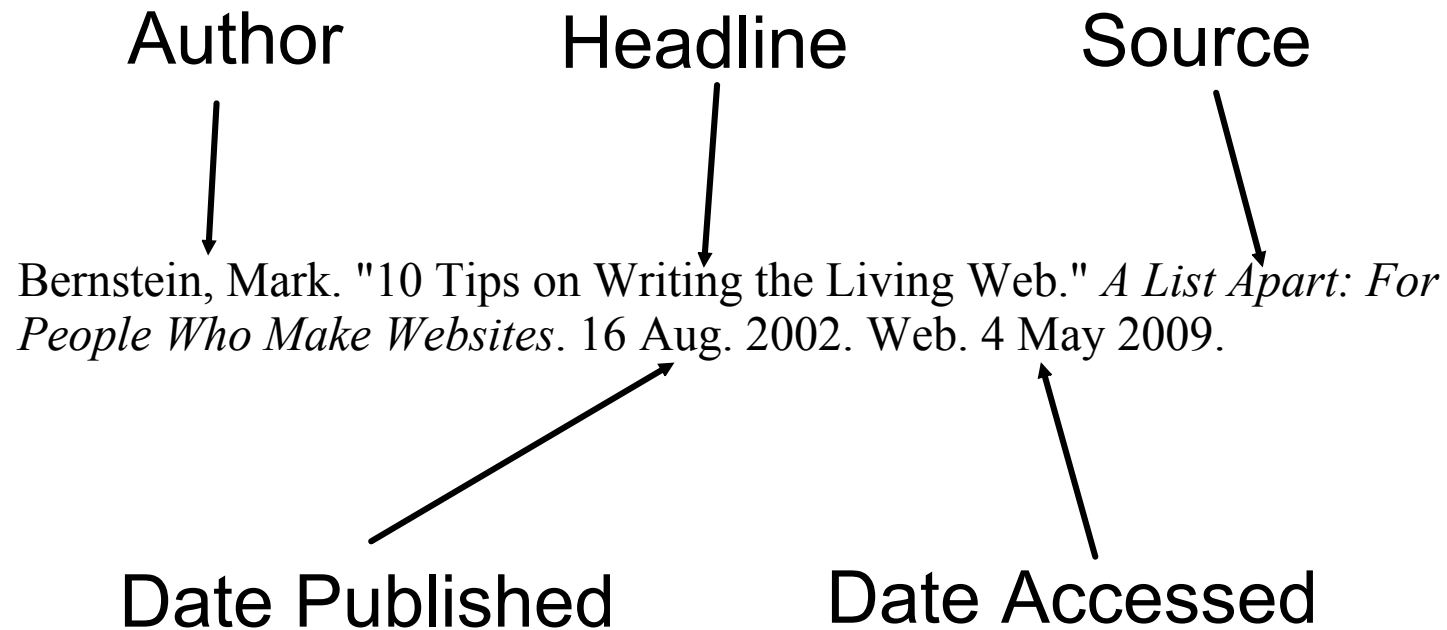 Author Headline Source
Bernstein, Mark. "10 Tips on Writing the Living Web." A List Apart: For
People Who Make Websites. 16 Aug. 2002. Web. 4 May 2009.
Date Published Date Accessed